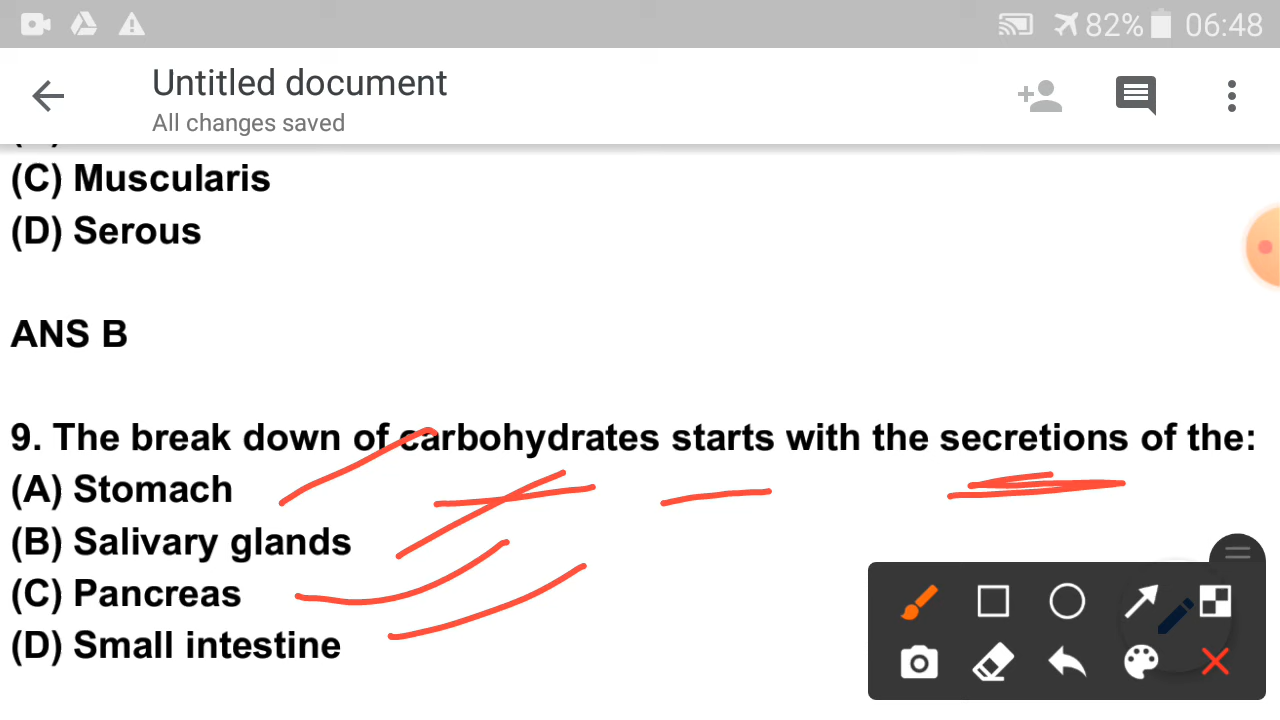 82% 06:48
Untitled document
All changes saved
(C) Muscularis
(D) Serous
ANS B
9. The break down of carbohydrates starts with the secretions of the:
(A) Stomach
(B) Salivary glands
(C) Pancreas
(D) Small intestine